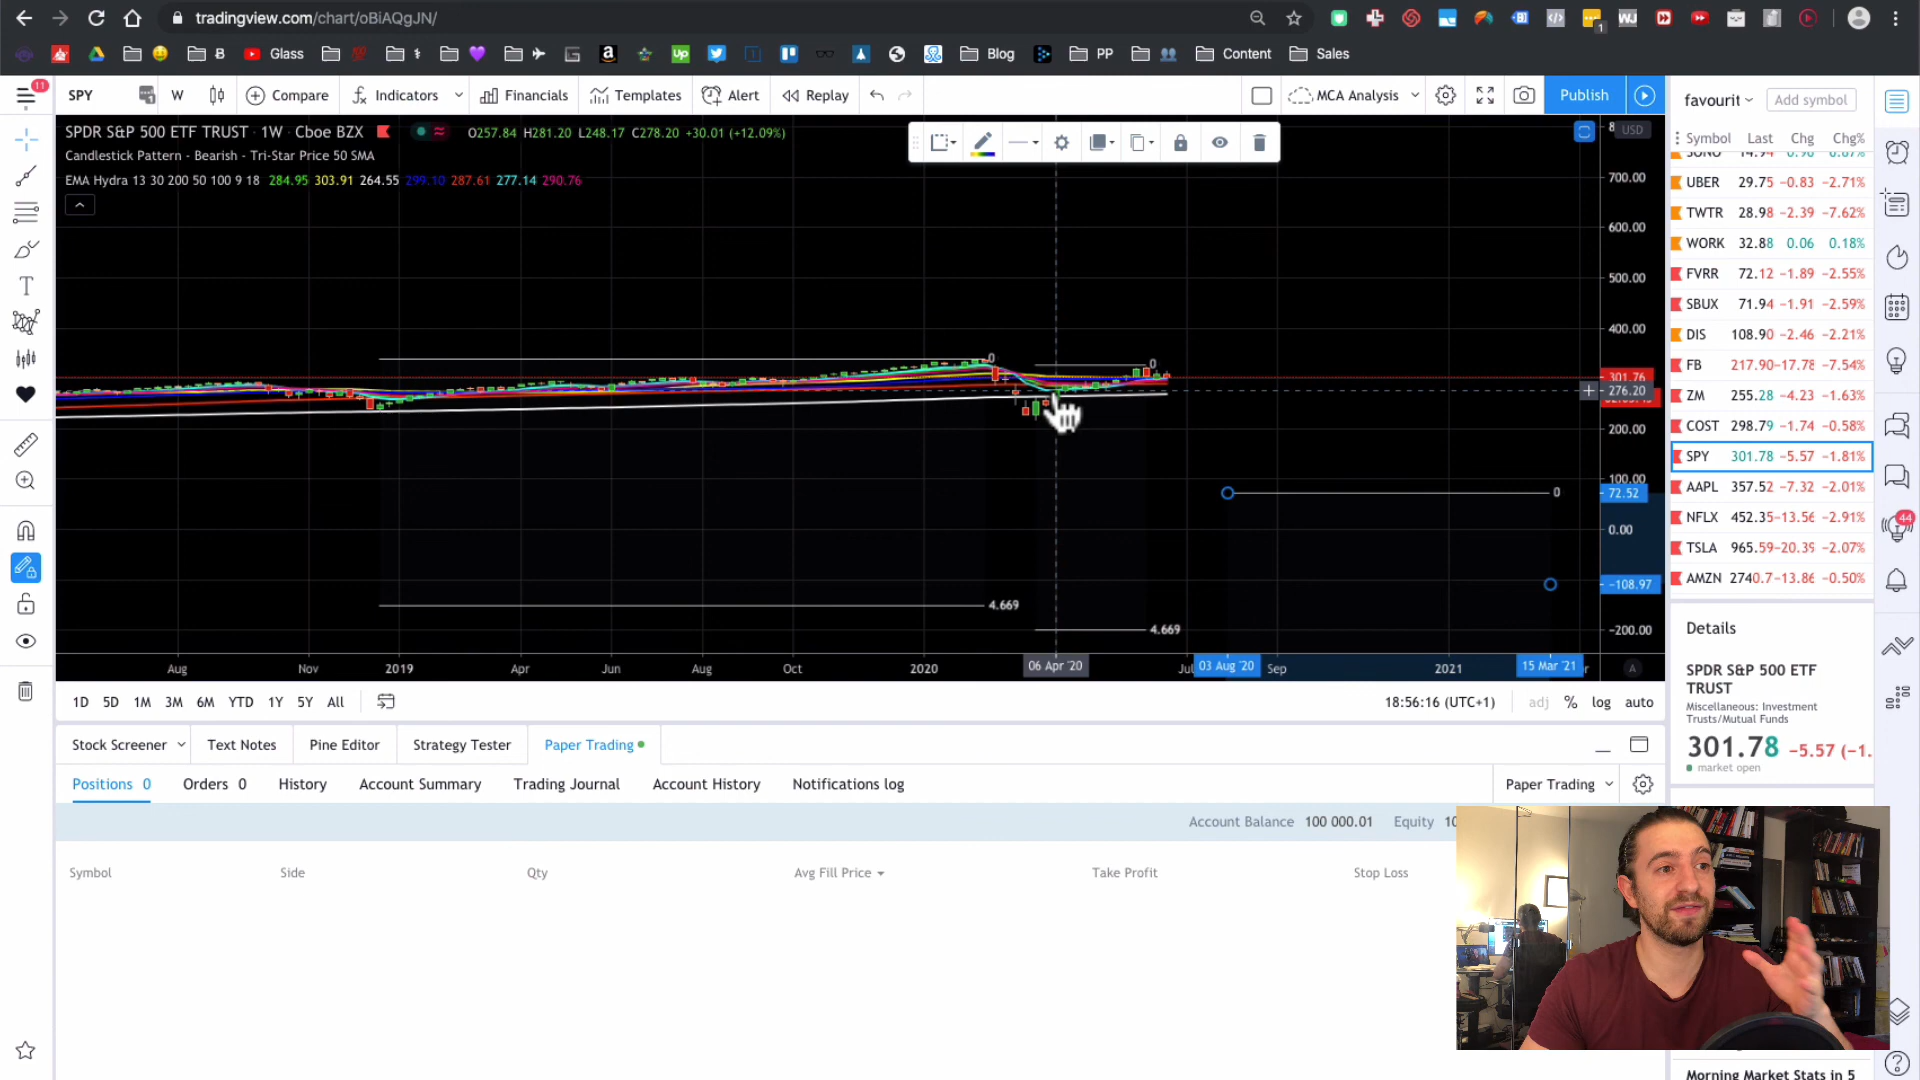 tradingview.com/chart/oBiAQgJN/
1
Glass
B
up
Blog
PP
Content
Sales
11
SPY
W
Compare
Indicators
Financials
Templates
Alert
Replay
MCA Analysis
Publish
favourit
Add symbol
SPDR S&P 500 ETF TRUST · 1W · Cboe BZX
O257.84 H281.20 L248.17 C278.20 +30.01 (+12.09%)
USD
Candlestick Pattern - Bearish - Tri-Star Price 50 SMA
EMA Hydra 13 30 200 50 100 9 18 284.95 303.91 264.55 299.10 287.61 277.14 290.76
700.00
600.00
500.00
400.00
301.76
276.20
200.00
100.00
72.52
0.00
-108.97
-200.00
0
0
0
4.669
4.669
Aug
Nov
2019
Apr
Jun
Aug
Oct
2020
06 Apr '20
Jul
03 Aug '20
Sep
2021
15 Mar '21
A
Symbol Last Chg Chg%
SONO 14.94 0.98 0.87%
UBER 29.75 -0.83 -2.71%
TWTR 28.98 -2.39 -7.62%
WORK 32.88 0.06 0.18%
FVRR 72.12 -1.89 -2.55%
SBUX 71.94 -1.91 -2.59%
DIS 108.90 -2.46 -2.21%
FB 217.90 -17.78 -7.54%
ZM 255.28 -4.23 -1.63%
COST 298.79 -1.74 -0.58%
SPY 301.78 -5.57 -1.81%
AAPL 357.52 -7.32 -2.01%
NFLX 452.35 -13.56 -2.91%
TSLA 965.59 -20.39 -2.07%
AMZN 2740.7 -13.86 -0.50%
44
Details
SPDR S&P 500 ETF
TRUST
Miscellaneous: Investment
Trusts/Mutual Funds
301.78 -5.57 (-1.
market open
1D 5D 1M 3M 6M YTD 1Y 5Y All
18:56:16 (UTC+1)
adj % log auto
Stock Screener
Text Notes
Pine Editor
Strategy Tester
Paper Trading
Positions 0
Orders 0
History
Account Summary
Trading Journal
Account History
Notifications log
Paper Trading
Account Balance 100 000.01 Equity 10
Symbol
Side
Qty
Avg Fill Price
Take Profit
Stop Loss
Morning Market Stats in 5